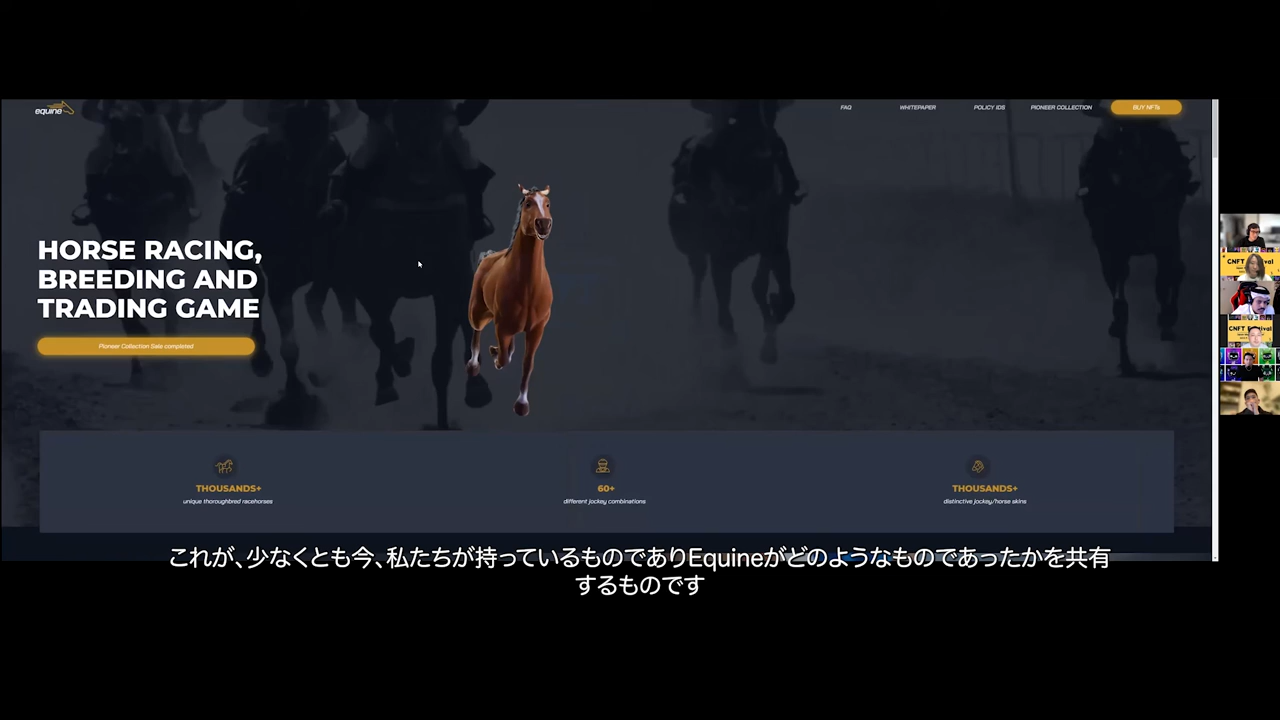 equine
FAQ
WHITEPAPER
POLICY IDS
PIONEER COLLECTION
BUY NFTs
HORSE RACING,
BREEDING AND
TRADING GAME
Pioneer Collection Sale completed
THOUSANDS+
unique thoroughbred racehorses
60+
different jockey combinations
THOUSANDS+
distinctive jockey/horse skins
CNFT
これが、少なくとも今、私たちが持っているものでありEquineがどのようなものであったかを共有
するものです